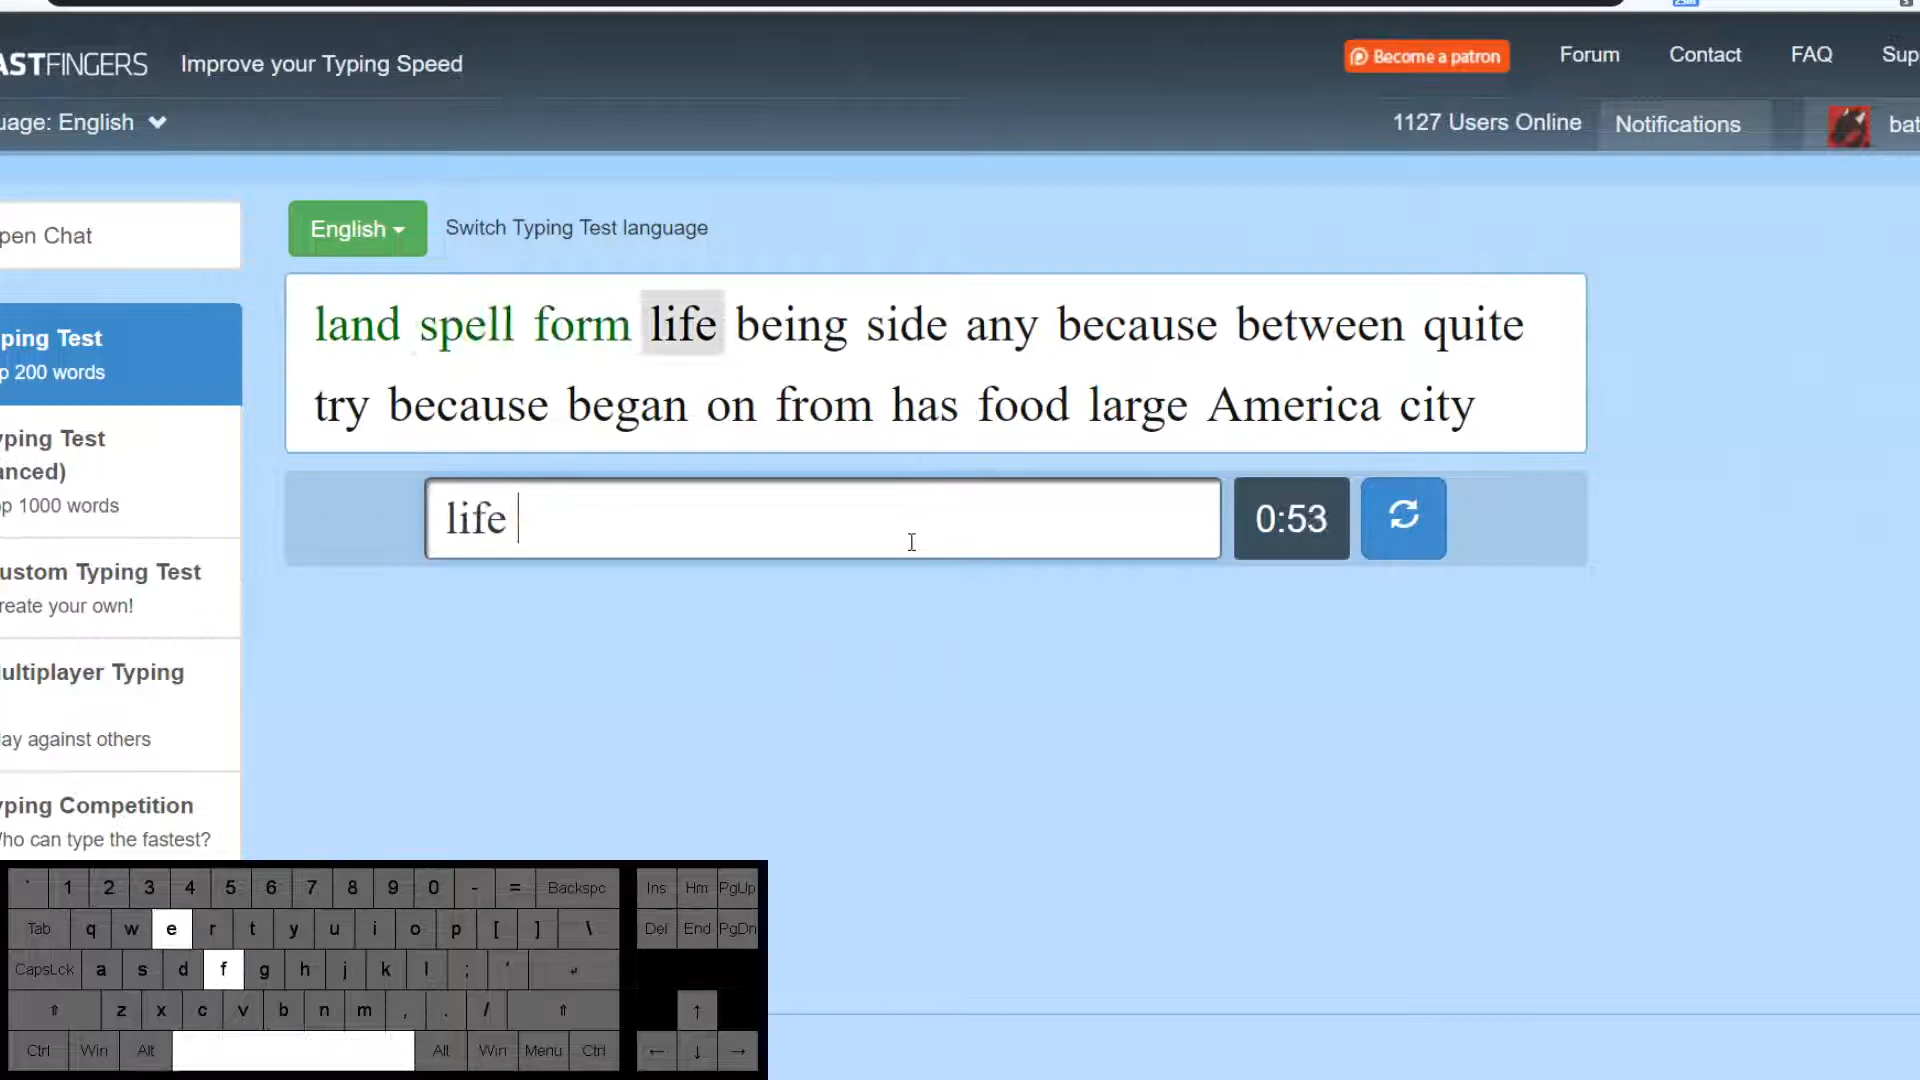 ASTFINGERS Improve your Typing Speed
Become a patron Forum Contact FAQ Sup
uage: English
1127 Users Online Notifications bat
pen Chat
English Switch Typing Test language
ping Test
p 200 words
land spell form life being side any because between quite
try because began on from has food large America city
life 0:53
yping Test
anced)
op 1000 words
ustom Typing Test
reate your own!
ultiplayer Typing
lay against others
yping Competition
Who can type the fastest?
` 1 2 3 4 5 6 7 8 9 0 - = Backspc Ins Hm PgUp
Tab q w e r t y u i o p [ ] \ Del End PgDn
CapsLck a s d f g h j k l ; ' ↵
⇑ z x c v b n m , . / ⇑ ↑
Ctrl Win Alt Alt Win Menu Ctrl ← ↓ →